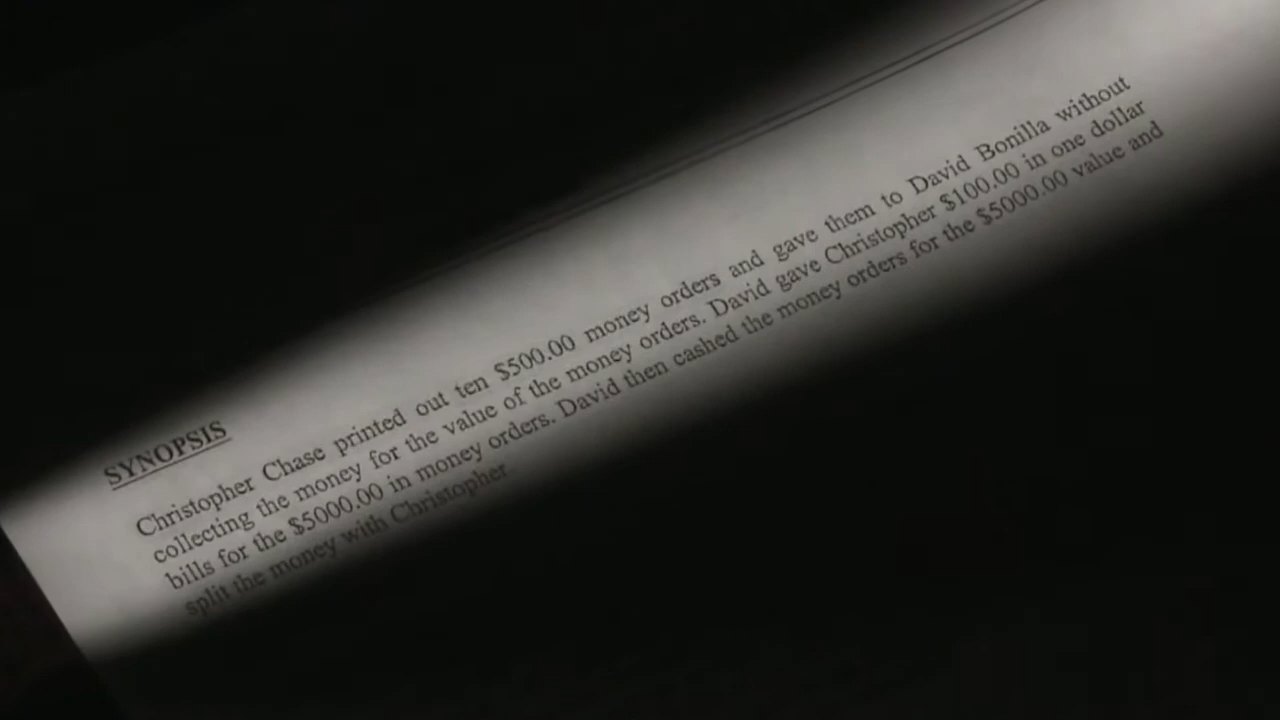 SYNOPSIS
Christopher Chase printed out ten $500.00 money orders and gave them to David Bonilla without
collecting the money for the value of the money orders. David gave Christopher $100.00 in one dollar
bills for the $5000.00 in money orders. David then cashed the money orders for the $5000.00 value and
split the money with Christopher